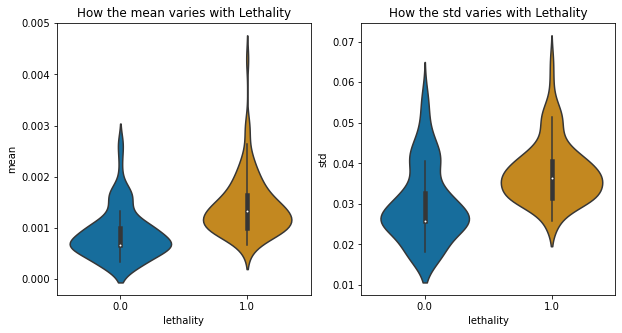 How the mean varies with Lethality
0.005
0.004
0.003
0.002
0.001
0.000
mean
0.0
1.0
lethality
How the std varies with Lethality
0.07
0.06
0.05
0.04
0.03
0.02
0.01
std
0.0
1.0
lethality